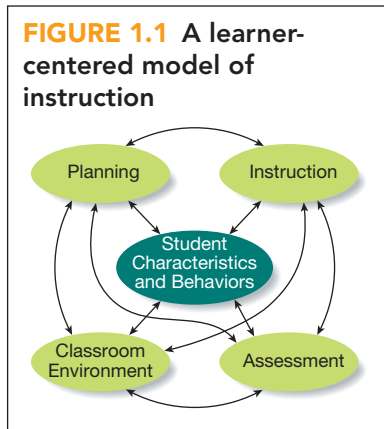 FIGURE 1.1 A learner-
centered model of
instruction
Planning
Instruction
Student
Characteristics
and Behaviors
Classroom
Environment
Assessment